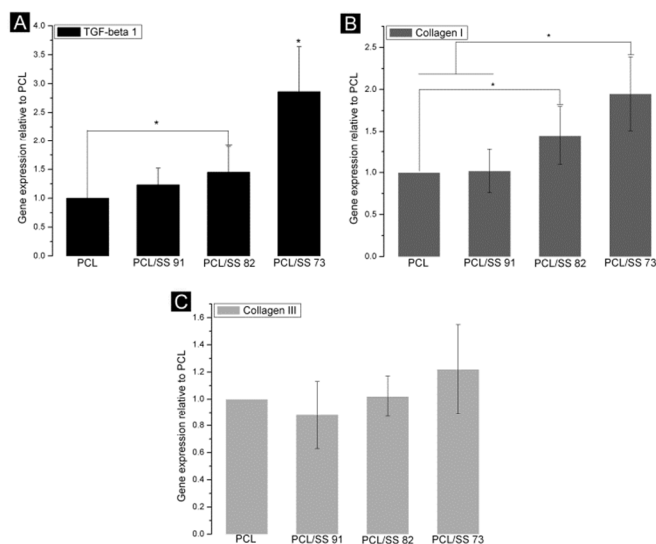 A
TGF-beta 1
Gene expression relative to PCL
4.0
3.5
3.0
2.5
2.0
1.5
1.0
0.5
0.0
*
*
PCL
PCL/SS 91
PCL/SS 82
PCL/SS 73
B
Collagen I
Gene expression relative to PCL
2.5
2.0
1.5
1.0
0.5
0.0
*
*
PCL
PCL/SS 91
PCL/SS 82
PCL/SS 73
C
Collagen III
Gene expression relative to PCL
1.6
1.4
1.2
1.0
0.8
0.6
0.4
0.2
0.0
PCL
PCL/SS 91
PCL/SS 82
PCL/SS 73